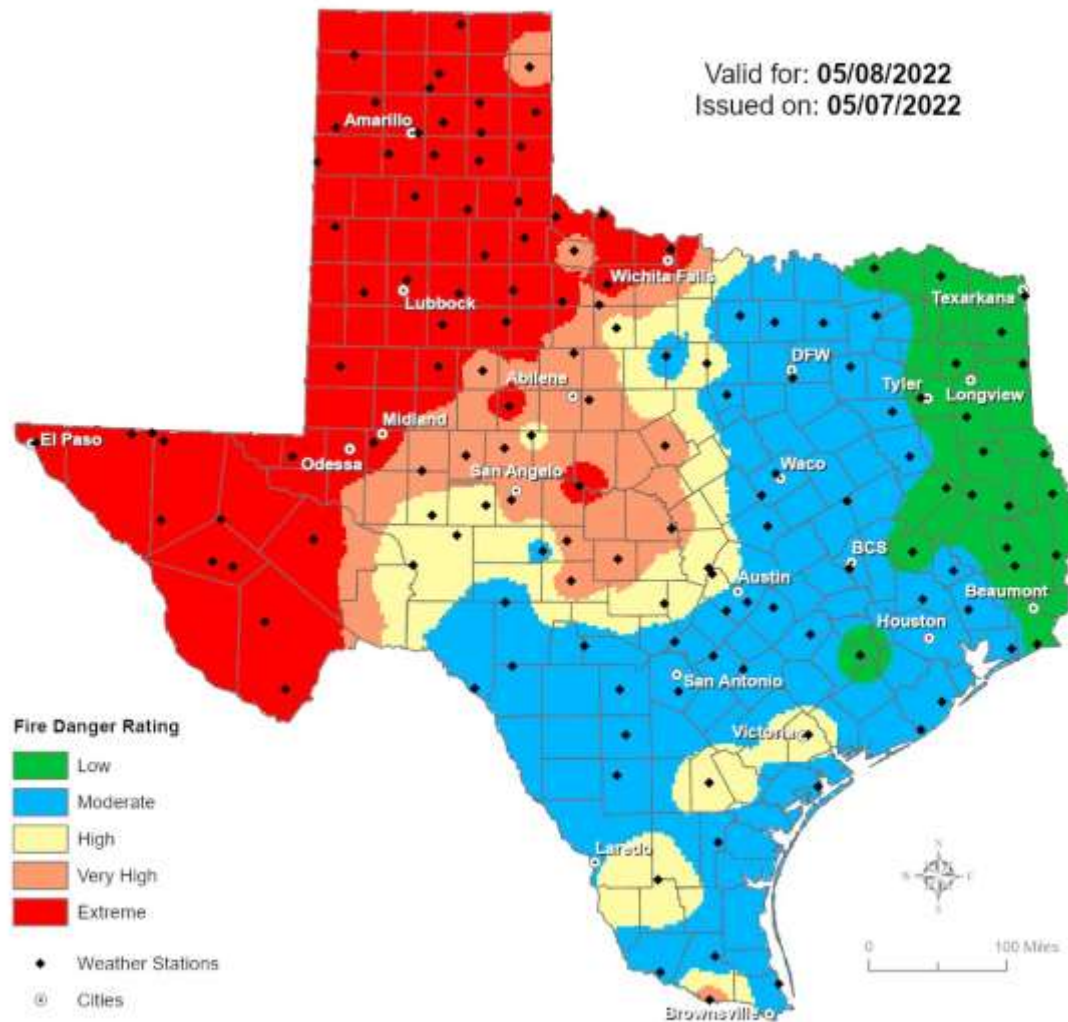 Valid for: 05/08/2022
Issued on: 05/07/2022
Amarillo
Wichita Falls
Lubbock
Texarkana
DFW
Abilene
Tyler
Longview
Midland
El Paso
Odessa
San Angelo
Waco
BCS
Austin
Beaumont
Houston
San Antonio
Victoria
Laredo
Brownsville
Fire Danger Rating
Low
Moderate
High
Very High
Extreme
Weather Stations
Cities
N
W E
S
0 100 Miles